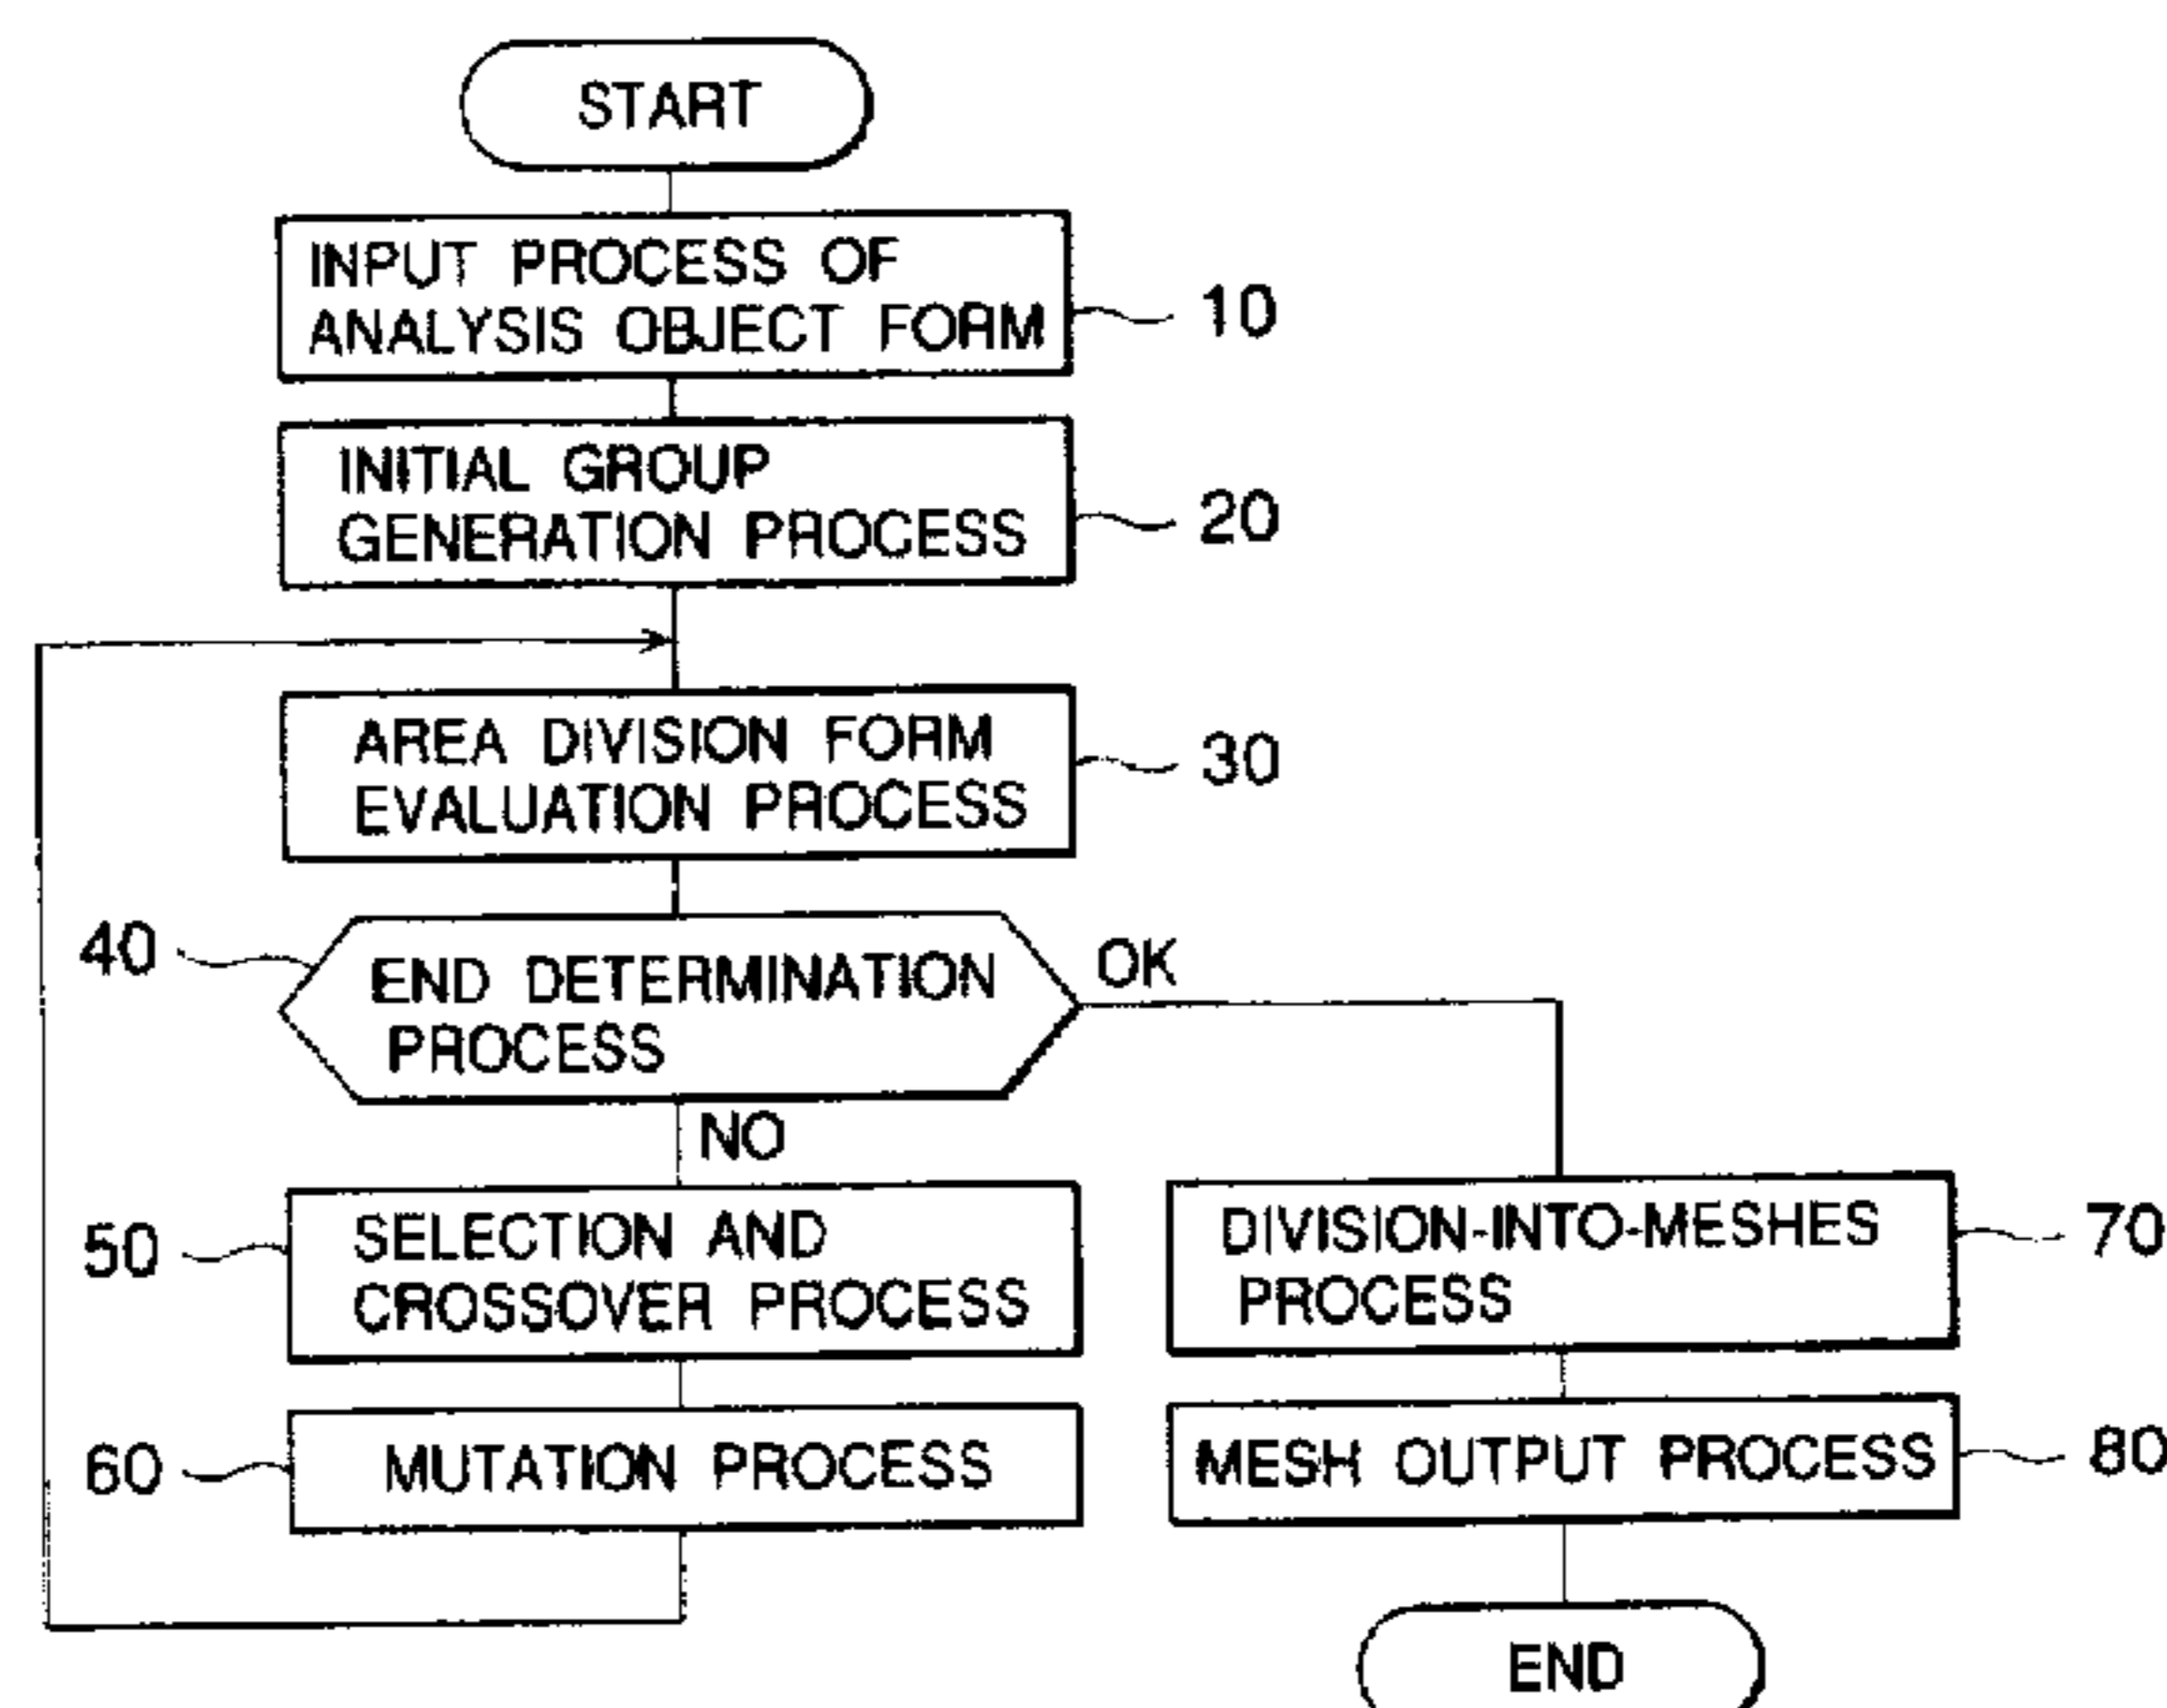 START
INPUT PROCESS OF
ANALYSIS OBJECT FORM
10
INITIAL GROUP
GENERATION PROCESS
20
AREA DIVISION FORM
EVALUATION PROCESS
30
40
END DETERMINATION
PROCESS
OK
NO
50
SELECTION AND
CROSSOVER PROCESS
DIVISION-INTO-MESHES
PROCESS
70
60
MUTATION PROCESS
MESH OUTPUT PROCESS
80
END